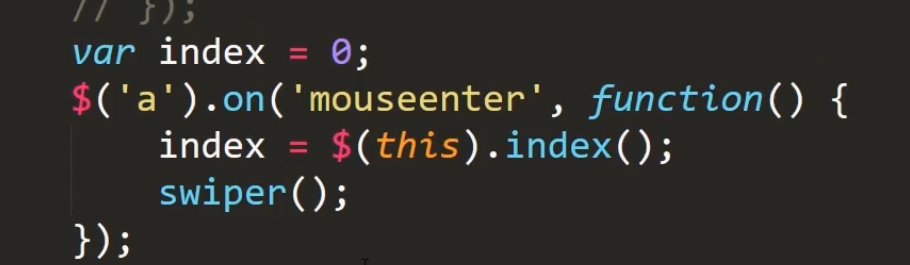 // });
var index = 0;
$('a').on('mouseenter', function() {
    index = $(this).index();
    swiper();
});